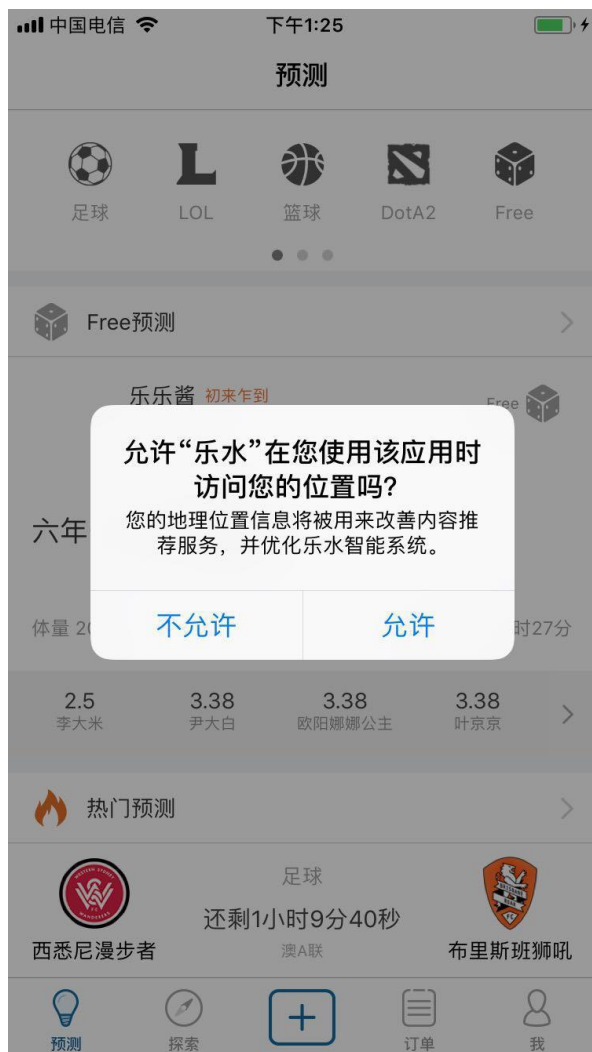 中国电信
下午1:25
预测
足球
LOL
篮球
DotA2
Free
Free预测
乐乐酱 初来乍到
Free
允许“乐水”在您使用该应用时
访问您的位置吗?
您的地理位置信息将被用来改善内容推
荐服务，并优化乐水智能系统。
六年
不允许
允许
体量 20
时27分
2.5
3.38
3.38
3.38
李大米
尹大白
欧阳娜娜公主
叶京京
热门预测
足球
还剩1小时9分40秒
澳A联
西悉尼漫步者
布里斯班狮吼
预测
探索
订单
我